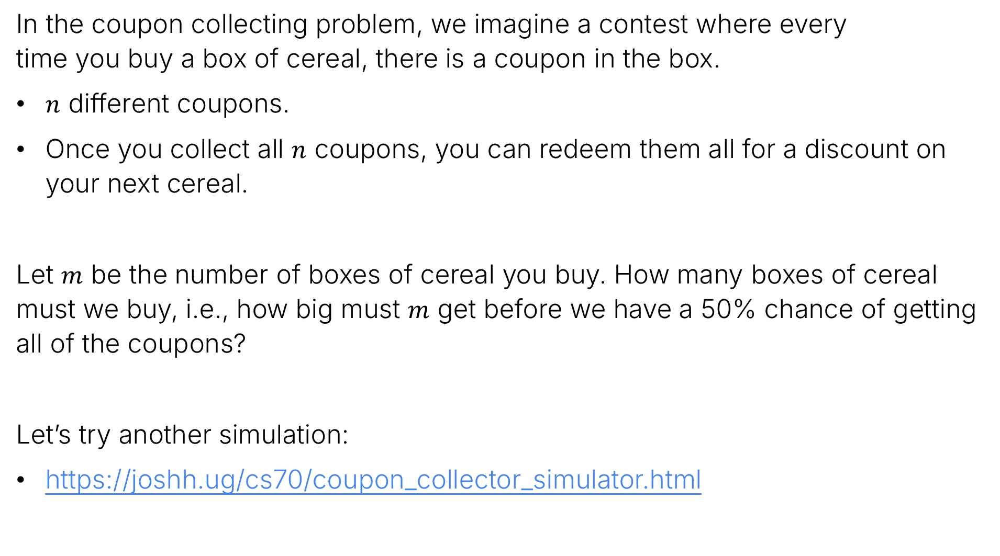 In the coupon collecting problem, we imagine a contest where every
time you buy a box of cereal, there is a coupon in the box.
• n different coupons.
• Once you collect all n coupons, you can redeem them all for a discount on
your next cereal.
Let m be the number of boxes of cereal you buy. How many boxes of cereal
must we buy, i.e., how big must m get before we have a 50% chance of getting
all of the coupons?
Let’s try another simulation:
• https://joshh.ug/cs70/coupon_collector_simulator.html